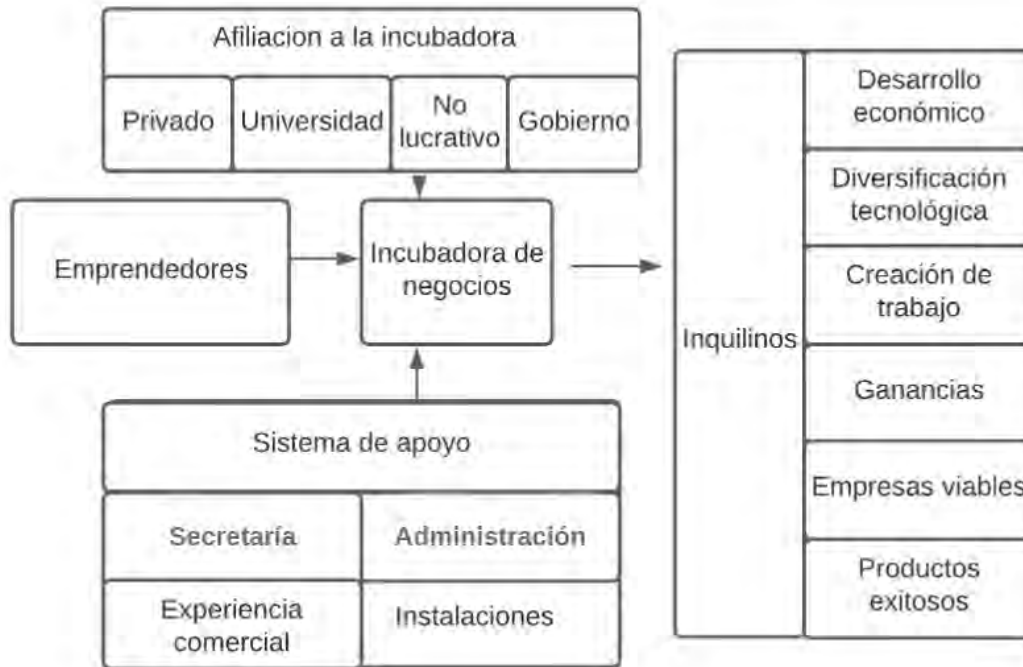 Afiliacion a la incubadora
Privado
Universidad
No
lucrativo
Gobierno
Emprendedores
Incubadora de
negocios
Sistema de apoyo
Secretaría
Administración
Experiencia
comercial
Instalaciones
Inquilinos
Desarrollo
económico
Diversificación
tecnológica
Creación de
trabajo
Ganancias
Empresas viables
Productos
exitosos